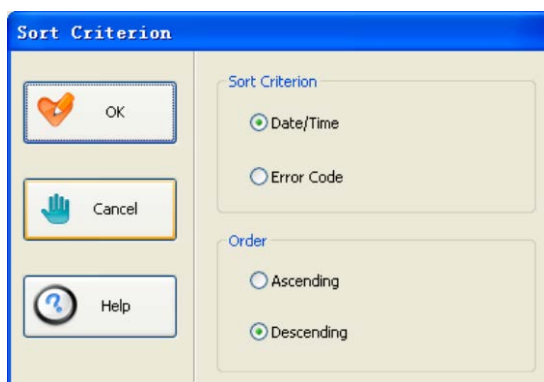 Sort Criterion
OK
Cancel
Help
Sort Criterion
Date/Time
Error Code
Order
Ascending
Descending